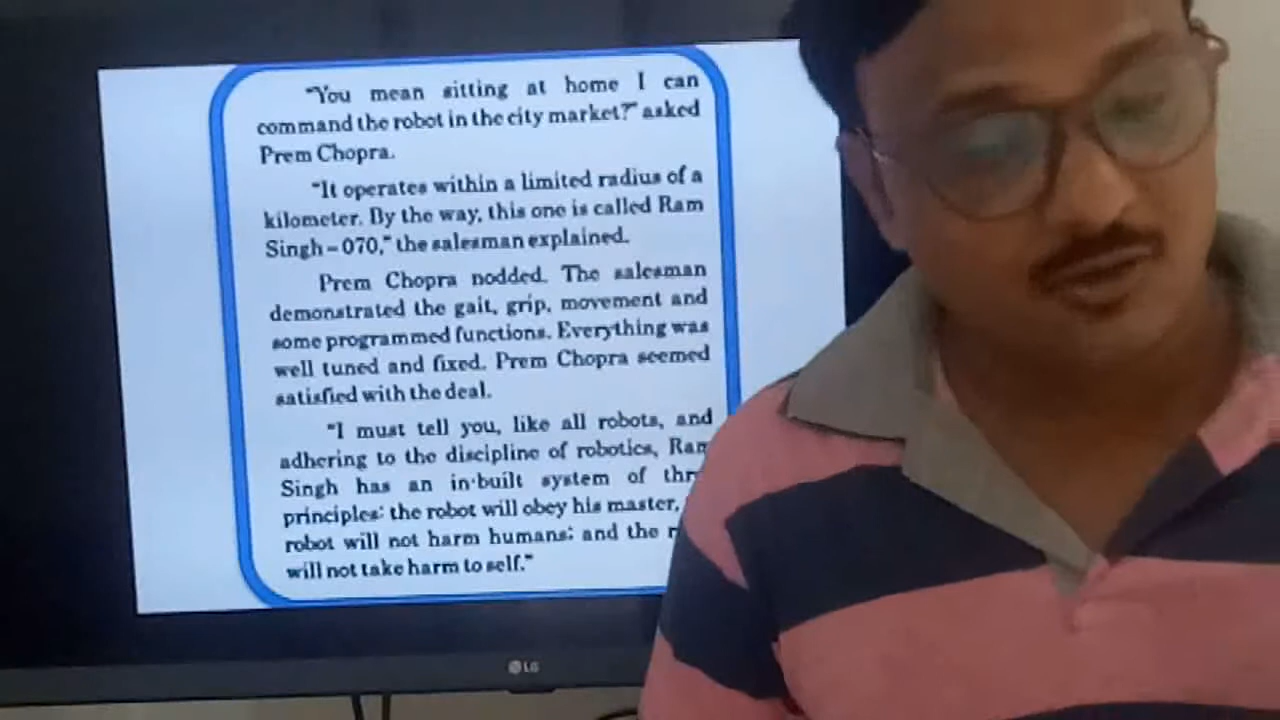 "You mean sitting at home I can
command the robot in the city market?" asked
Prem Chopra.
"It operates within a limited radius of a
kilometer. By the way, this one is called Ram
Singh – 070," the salesman explained.
Prem Chopra nodded. The salesman
demonstrated the gait, grip, movement and
some programmed functions. Everything was
well tuned and fixed. Prem Chopra seemed
satisfied with the deal.
"I must tell you, like all robots, and
adhering to the discipline of robotics, Ram
Singh has an in-built system of
principles: the robot will obey his master,
robot will not harm humans; and the
will not take harm to self."
LG